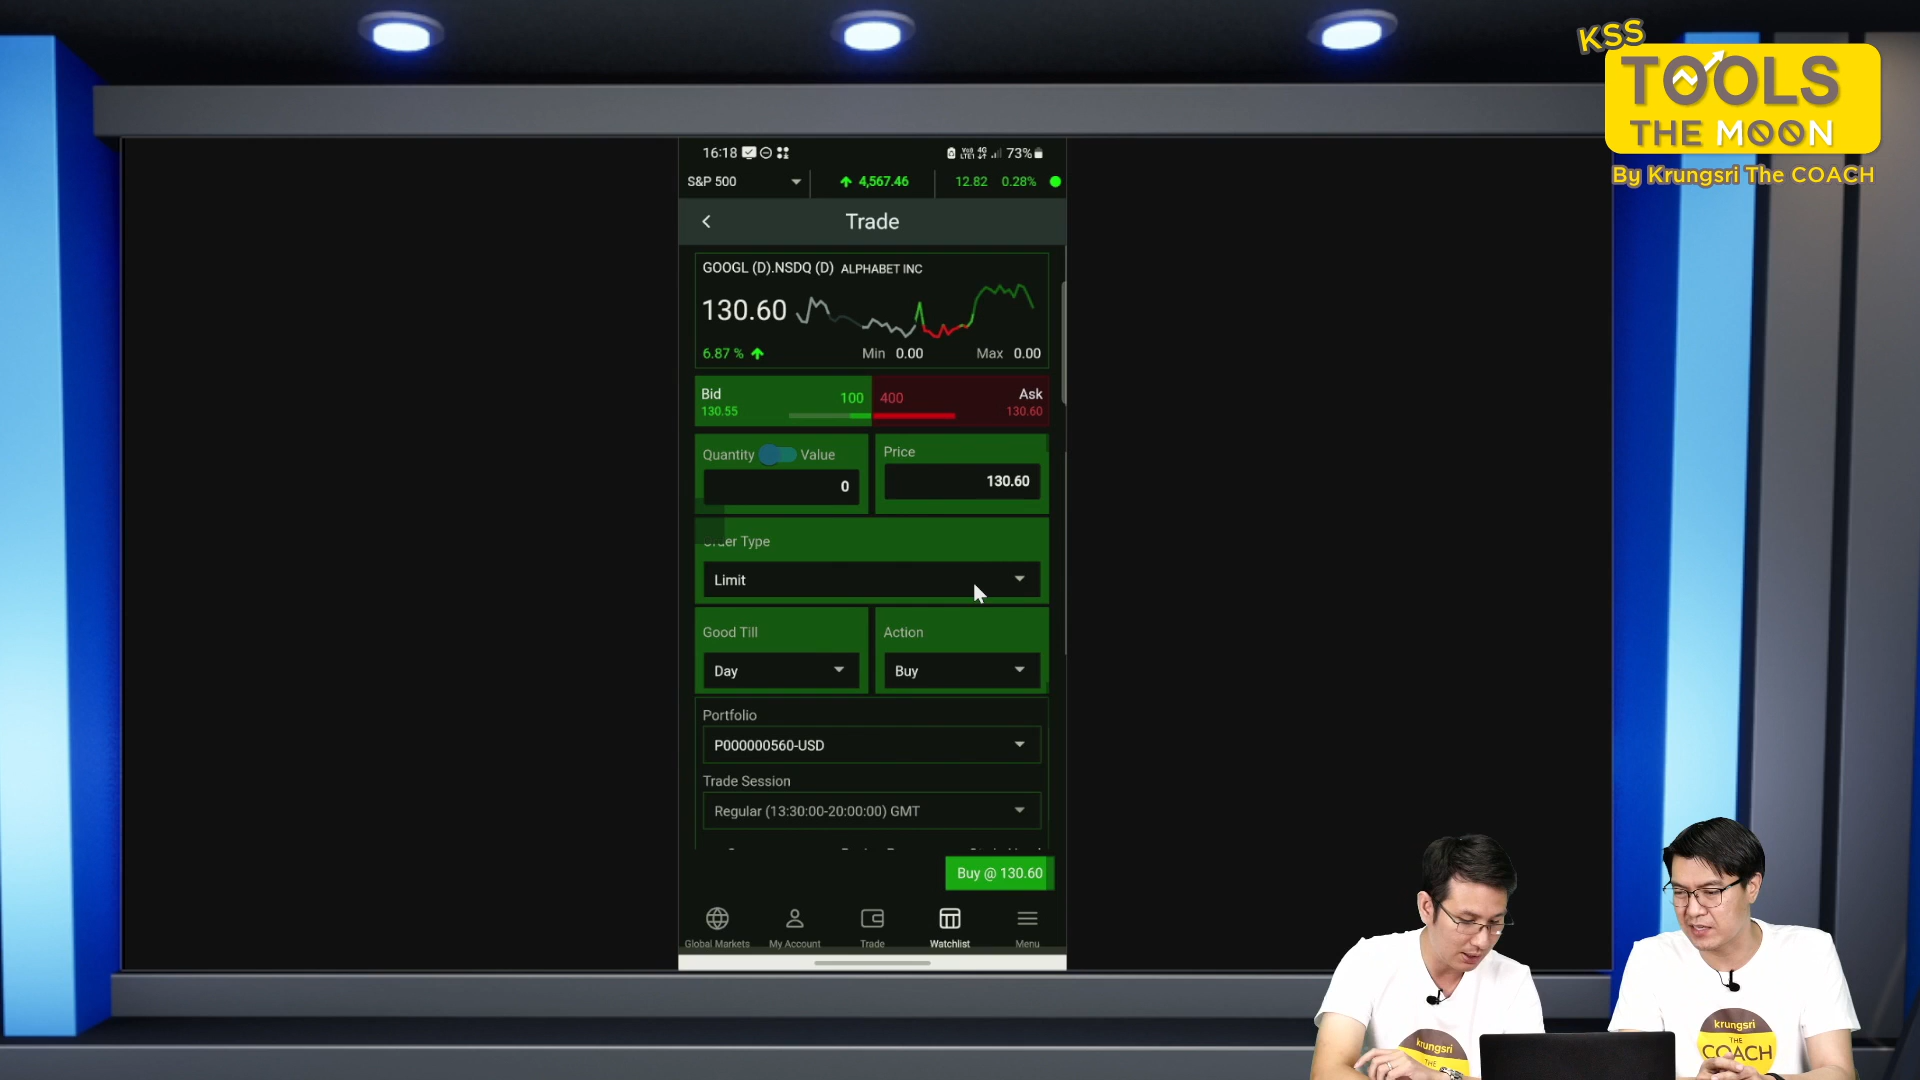 KSS
TOOLS
THE MOON
By Krungsri The COACH
16:18 73%
S&P 500 4,567.46 12.82 0.28%
Trade
GOOGL (D).NSDQ (D) ALPHABET INC
130.60
6.87 % Min 0.00 Max 0.00
Bid 100 400 Ask
130.55 130.60
Quantity Value Price
0 130.60
Order Type
Limit
Good Till Action
Day Buy
Portfolio
P000000560-USD
Trade Session
Regular (13:30:00-20:00:00) GMT
Buy @ 130.60
Global Markets My Account Trade Watchlist Menu
krungsri
THE
krungsri
THE
COACH